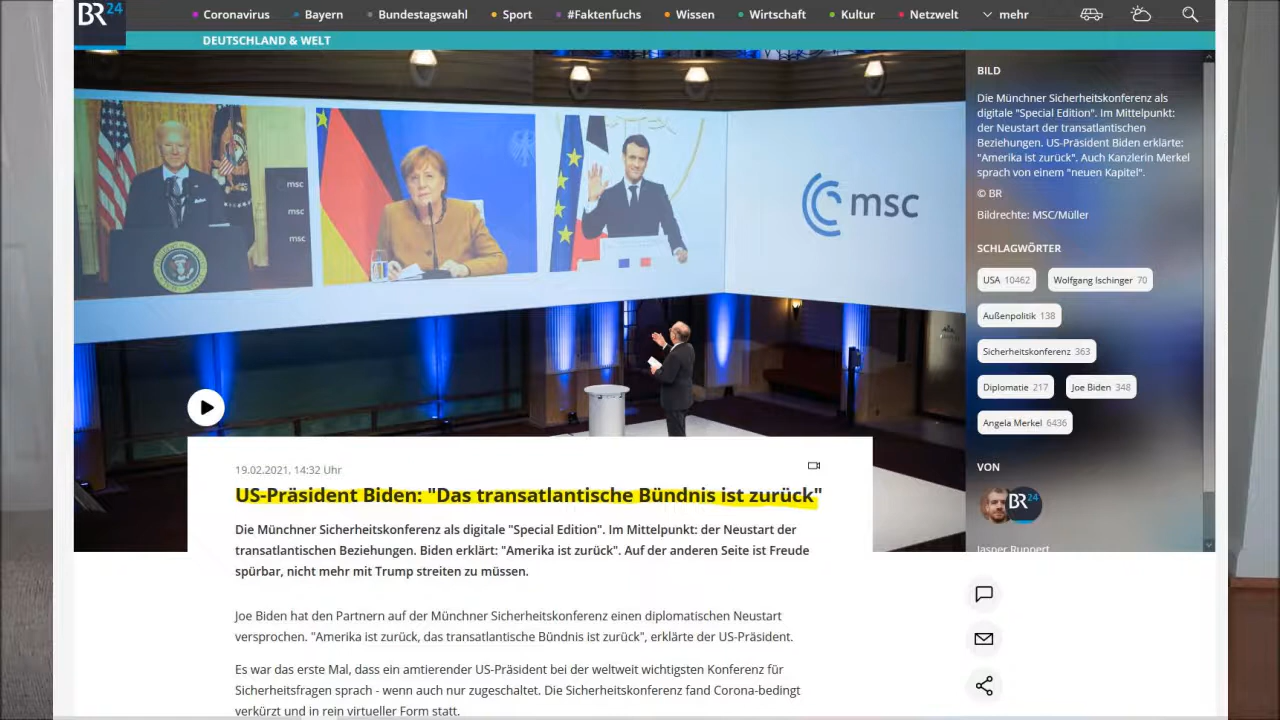 BR24
Coronavirus
Bayern
Bundestagswahl
Sport
#Faktenfuchs
Wissen
Wirtschaft
Kultur
Netzwelt
mehr
DEUTSCHLAND & WELT
msc
msc
msc
msc
BILD
Die Münchner Sicherheitskonferenz als
digitale "Special Edition". Im Mittelpunkt:
der Neustart der transatlantischen
Beziehungen. US-Präsident Biden erklärte:
"Amerika ist zurück". Auch Kanzlerin Merkel
sprach von einem "neuen Kapitel".
© BR
Bildrechte: MSC/Müller
SCHLAGWÖRTER
USA 10462
Wolfgang Ischinger 70
Außenpolitik 138
Sicherheitskonferenz 363
Diplomatie 217
Joe Biden 348
Angela Merkel 6436
VON
BR24
Jasper Ruppert
19.02.2021, 14:32 Uhr
US-Präsident Biden: "Das transatlantische Bündnis ist zurück"
Die Münchner Sicherheitskonferenz als digitale "Special Edition". Im Mittelpunkt: der Neustart der
transatlantischen Beziehungen. Biden erklärt: "Amerika ist zurück". Auf der anderen Seite ist Freude
spürbar, nicht mehr mit Trump streiten zu müssen.
Joe Biden hat den Partnern auf der Münchner Sicherheitskonferenz einen diplomatischen Neustart
versprochen. "Amerika ist zurück, das transatlantische Bündnis ist zurück", erklärte der US-Präsident.
Es war das erste Mal, dass ein amtierender US-Präsident bei der weltweit wichtigsten Konferenz für
Sicherheitsfragen sprach - wenn auch nur zugeschaltet. Die Sicherheitskonferenz fand Corona-bedingt
verkürzt und in rein virtueller Form statt.